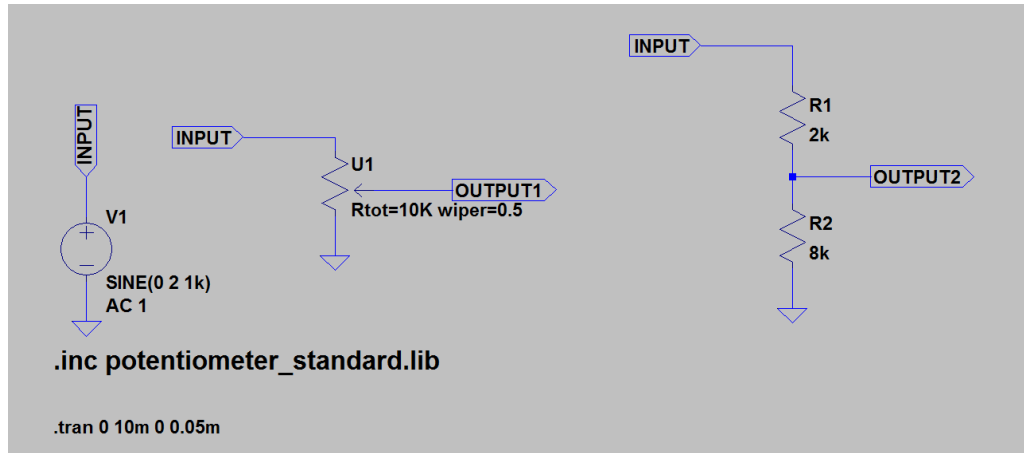 INPUT
V1
SINE(0 2 1k)
AC 1
INPUT
U1
OUTPUT1
Rtot=10K wiper=0.5
INPUT
R1
2k
OUTPUT2
R2
8k
.inc potentiometer_standard.lib
.tran 0 10m 0 0.05m